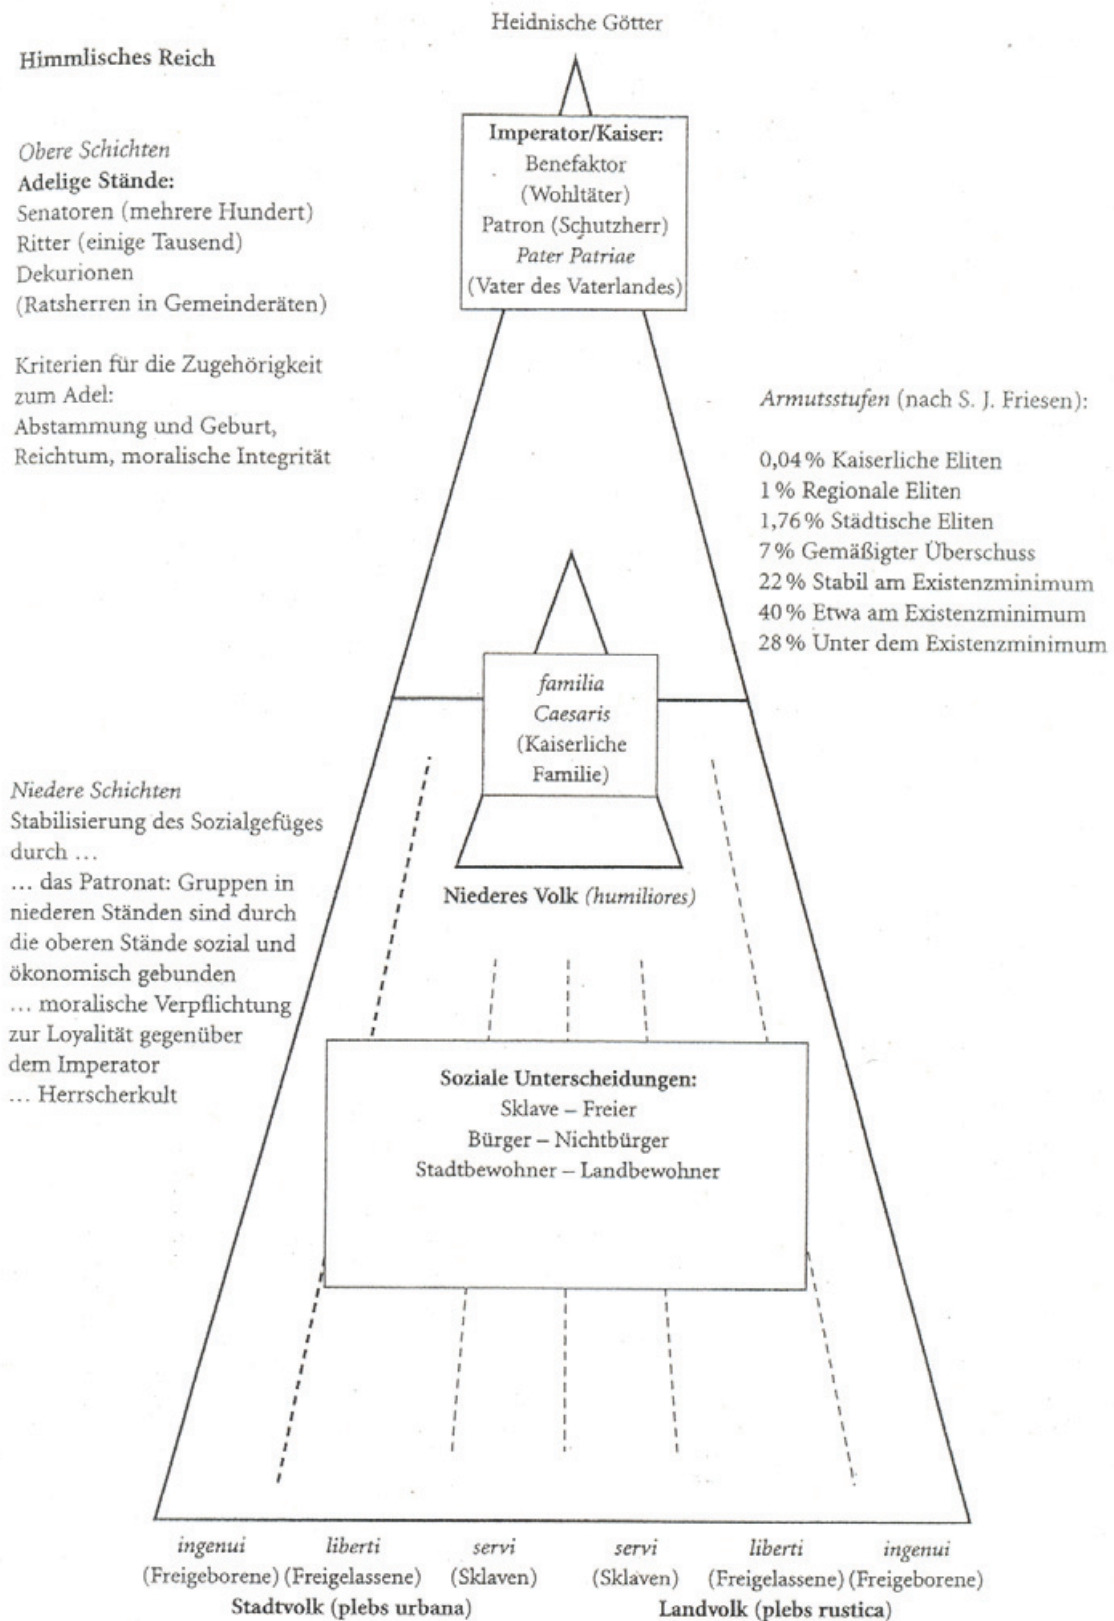 Heidnische Götter
Himmlisches Reich
Obere Schichten
Adelige Stände:
Senatoren (mehrere Hundert)
Ritter (einige Tausend)
Dekurionen
(Ratsherren in Gemeinderäten)
Kriterien für die Zugehörigkeit
zum Adel:
Abstammung und Geburt,
Reichtum, moralische Integrität
Imperator/Kaiser:
Benefaktor
(Wohltäter)
Patron (Schutzherr)
Pater Patriae
(Vater des Vaterlandes)
Armutsstufen (nach S. J. Friesen):
0,04 % Kaiserliche Eliten
1 % Regionale Eliten
1,76 % Städtische Eliten
7 % Gemäßigter Überschuss
22 % Stabil am Existenzminimum
40 % Etwa am Existenzminimum
28 % Unter dem Existenzminimum
familia
Caesaris
(Kaiserliche
Familie)
Niedere Schichten
Stabilisierung des Sozialgefüges
durch …
… das Patronat: Gruppen in
niederen Ständen sind durch
die oberen Stände sozial und
ökonomisch gebunden
… moralische Verpflichtung
zur Loyalität gegenüber
dem Imperator
… Herrscherkult
Niederes Volk (humiliores)
Soziale Unterscheidungen:
Sklave – Freier
Bürger – Nichtbürger
Stadtbewohner – Landbewohner
ingenui liberti servi servi liberti ingenui
(Freigeborene) (Freigelassene) (Sklaven) (Sklaven) (Freigelassene) (Freigeborene)
Stadtvolk (plebs urbana) Landvolk (plebs rustica)